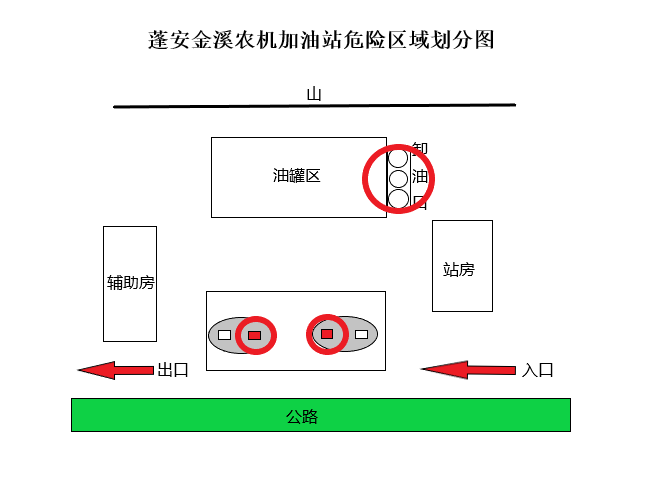 蓬安金溪农机加油站危险区域划分图
山
油罐区
卸
油
口
辅助房
站房
出口
入口
公路